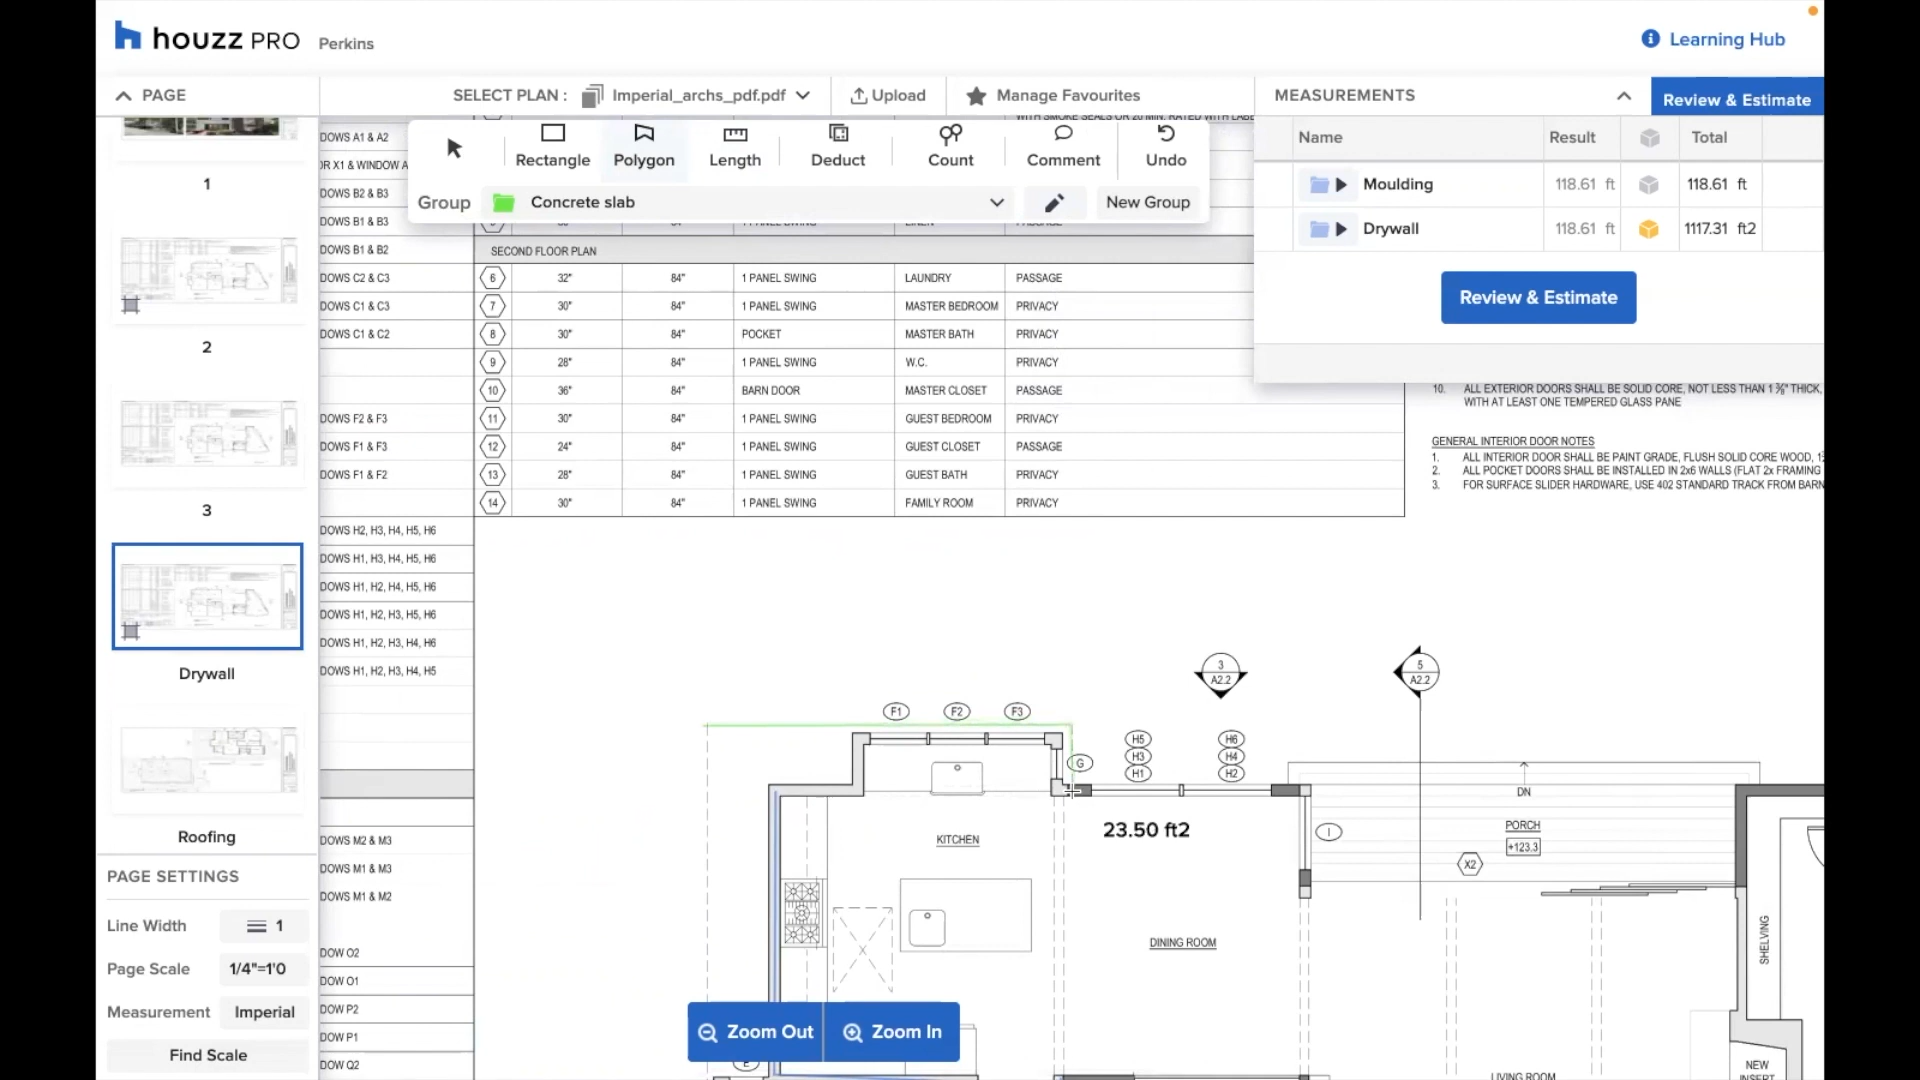 houzz PRO Perkins
Learning Hub
PAGE
SELECT PLAN : Imperial_archs_pdf.pdf
Upload
Manage Favourites
MEASUREMENTS
Review & Estimate
Rectangle
Polygon
Length
Deduct
Count
Comment
Undo
Group Concrete slab
New Group
Name Result Total
Moulding 118.61 ft 118.61 ft
Drywall 118.61 ft 1117.31 ft2
Review & Estimate
1
2
3
Drywall
Roofing
PAGE SETTINGS
Line Width 1
Page Scale 1/4"=1'0
Measurement Imperial
Find Scale
DOWS A1 & A2
OR X1 & WINDOW A
DOWS B2 & B3
DOWS B1 & B3
DOWS B1 & B2
DOWS C2 & C3
DOWS C1 & C3
DOWS C1 & C2
DOWS F2 & F3
DOWS F1 & F3
DOWS F1 & F2
DOWS H2, H3, H4, H5, H6
DOWS H1, H3, H4, H5, H6
DOWS H1, H2, H4, H5, H6
DOWS H1, H2, H3, H5, H6
DOWS H1, H2, H3, H4, H6
DOWS H1, H2, H3, H4, H5
DOWS M2 & M3
DOWS M1 & M3
DOWS M1 & M2
DOW O2
DOW O1
DOW P2
DOW P1
DOW Q2
SECOND FLOOR PLAN
6 32" 84" 1 PANEL SWING LAUNDRY PASSAGE
7 30" 84" 1 PANEL SWING MASTER BEDROOM PRIVACY
8 30" 84" POCKET MASTER BATH PRIVACY
9 28" 84" 1 PANEL SWING W.C. PRIVACY
10 36" 84" BARN DOOR MASTER CLOSET PASSAGE
11 30" 84" 1 PANEL SWING GUEST BEDROOM PRIVACY
12 24" 84" 1 PANEL SWING GUEST CLOSET PASSAGE
13 28" 84" 1 PANEL SWING GUEST BATH PRIVACY
14 30" 84" 1 PANEL SWING FAMILY ROOM PRIVACY
10. ALL EXTERIOR DOORS SHALL BE SOLID CORE, NOT LESS THAN 1 ⅜" THICK,
WITH AT LEAST ONE TEMPERED GLASS PANE
GENERAL INTERIOR DOOR NOTES
1. ALL INTERIOR DOOR SHALL BE PAINT GRADE, FLUSH SOLID CORE WOOD,
2. ALL POCKET DOORS SHALL BE INSTALLED IN 2x6 WALLS (FLAT 2x FRAMING
3. FOR SURFACE SLIDER HARDWARE, USE 402 STANDARD TRACK FROM BARN
3
A2.2
5
A2.2
F1 F2 F3
G
H5 H6
H3 H4
H1 H2
DN
PORCH
+123.3
I
X2
KITCHEN
23.50 ft2
DINING ROOM
SHELVING
Zoom Out
Zoom In
E
LIVING ROOM
NEW
INSERT